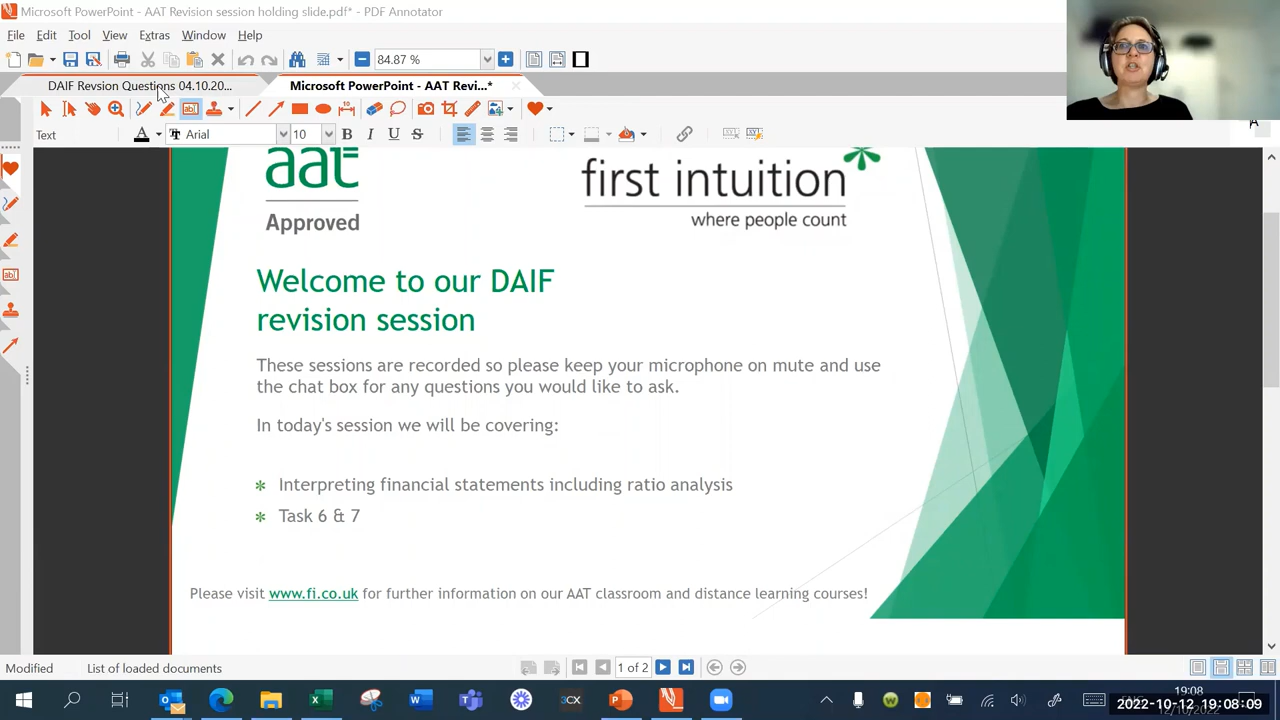 Microsoft PowerPoint - AAT Revision session holding slide.pdf* - PDF Annotator
File Edit Tool View Extras Window Help
84.87 %
DAIF Revsion Questions 04.10.20...
Microsoft PowerPoint - AAT Revi...*
Text
Arial
10
B I U S
A
aat
Approved
first intuition
where people count
Welcome to our DAIF
revision session
These sessions are recorded so please keep your microphone on mute and use
the chat box for any questions you would like to ask.
In today's session we will be covering:
* Interpreting financial statements including ratio analysis
* Task 6 & 7
Please visit www.fi.co.uk for further information on our AAT classroom and distance learning courses!
Modified
List of loaded documents
1 of 2
3CX
19:08
2022-10-12 19:08:09